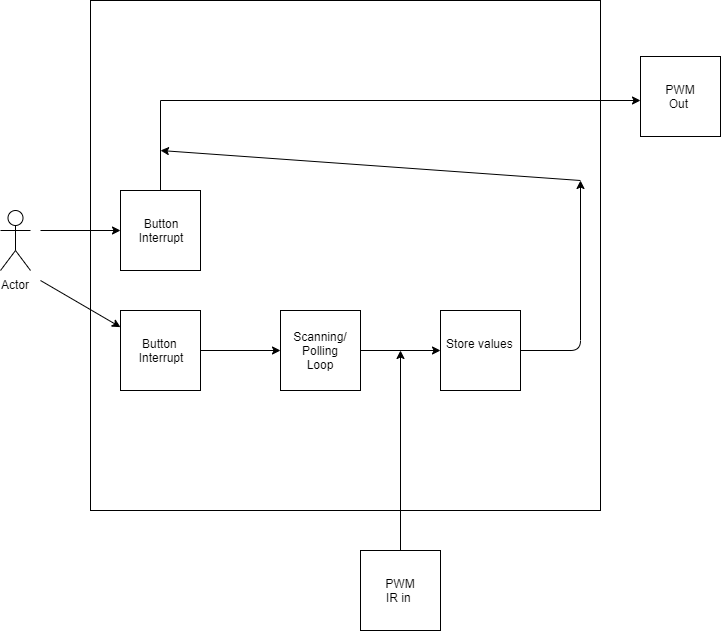 PWM
Out
Button
Interrupt
Actor
Button
Interrupt
Scanning/
Polling
Loop
Store values
PWM
IR in